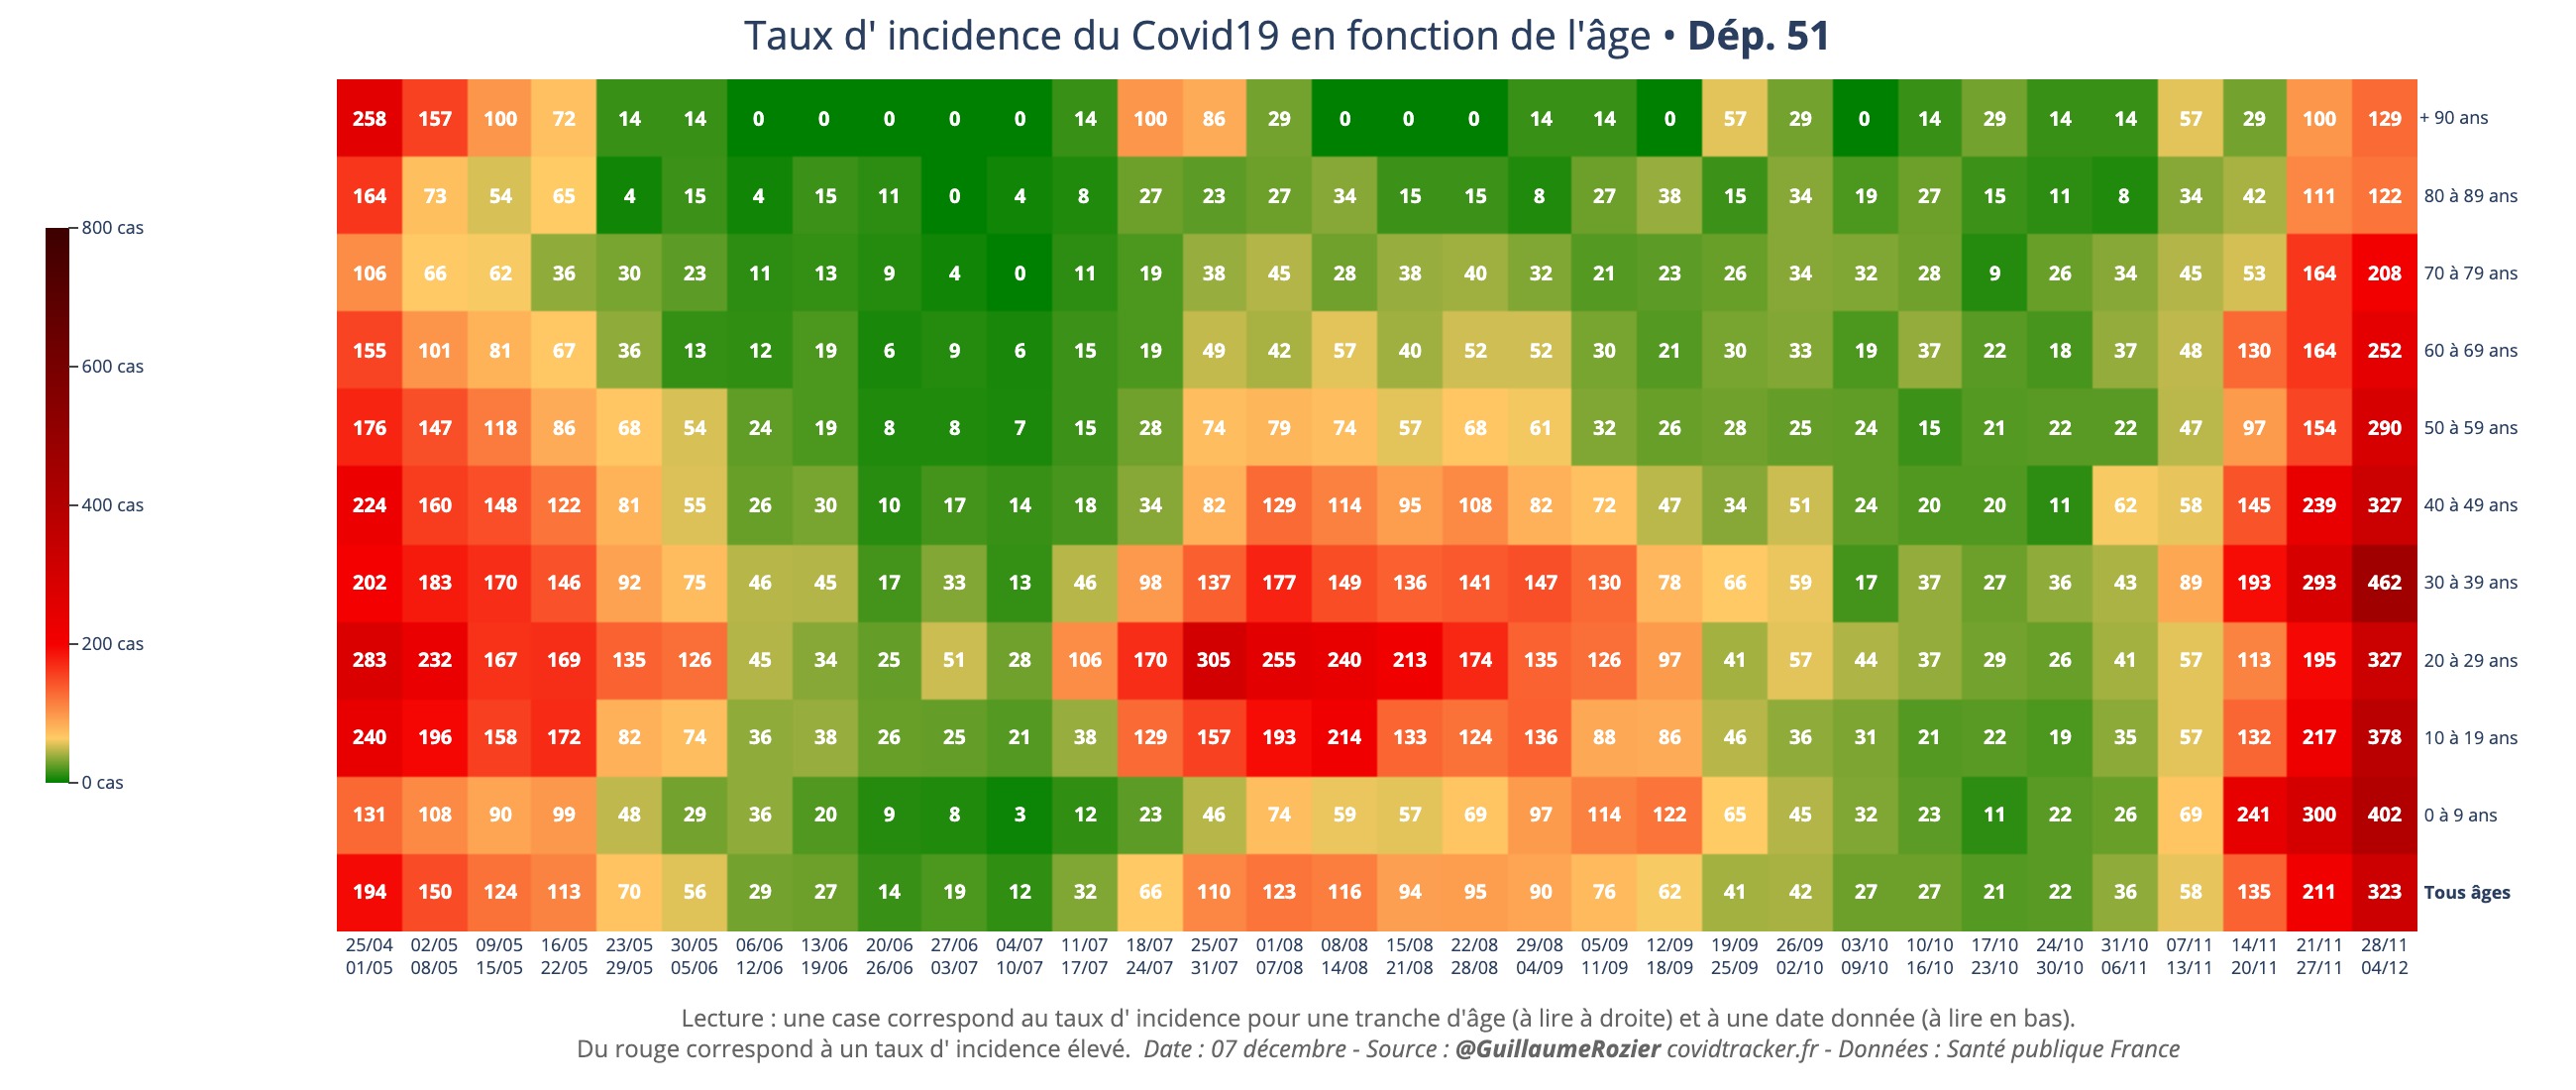 Taux d' incidence du Covid19 en fonction de l'âge • Dép. 51
800 cas
600 cas
400 cas
200 cas
0 cas
258 157 100 72 14 14 0 0 0 0 0 14 100 86 29 0 0 0 14 14 0 57 29 0 14 29 14 14 57 29 100 129 + 90 ans
164 73 54 65 4 15 4 15 11 0 4 8 27 23 27 34 15 15 8 27 38 15 34 19 27 15 11 8 34 42 111 122 80 à 89 ans
106 66 62 36 30 23 11 13 9 4 0 11 19 38 45 28 38 40 32 21 23 26 34 32 28 9 26 34 45 53 164 208 70 à 79 ans
155 101 81 67 36 13 12 19 6 9 6 15 19 49 42 57 40 52 52 30 21 30 33 19 37 22 18 37 48 130 164 252 60 à 69 ans
176 147 118 86 68 54 24 19 8 8 7 15 28 74 79 74 57 68 61 32 26 28 25 24 15 21 22 22 47 97 154 290 50 à 59 ans
224 160 148 122 81 55 26 30 10 17 14 18 34 82 129 114 95 108 82 72 47 34 51 24 20 20 11 62 58 145 239 327 40 à 49 ans
202 183 170 146 92 75 46 45 17 33 13 46 98 137 177 149 136 141 147 130 78 66 59 17 37 27 36 43 89 193 293 462 30 à 39 ans
283 232 167 169 135 126 45 34 25 51 28 106 170 305 255 240 213 174 135 126 97 41 57 44 37 29 26 41 57 113 195 327 20 à 29 ans
240 196 158 172 82 74 36 38 26 25 21 38 129 157 193 214 133 124 136 88 86 46 36 31 21 22 19 35 57 132 217 378 10 à 19 ans
131 108 90 99 48 29 36 20 9 8 3 12 23 46 74 59 57 69 97 114 122 65 45 32 23 11 22 26 69 241 300 402 0 à 9 ans
194 150 124 113 70 56 29 27 14 19 12 32 66 110 123 116 94 95 90 76 62 41 42 27 27 21 22 36 58 135 211 323 Tous âges
25/04 02/05 09/05 16/05 23/05 30/05 06/06 13/06 20/06 27/06 04/07 11/07 18/07 25/07 01/08 08/08 15/08 22/08 29/08 05/09 12/09 19/09 26/09 03/10 10/10 17/10 24/10 31/10 07/11 14/11 21/11 28/11
01/05 08/05 15/05 22/05 29/05 05/06 12/06 19/06 26/06 03/07 10/07 17/07 24/07 31/07 07/08 14/08 21/08 28/08 04/09 11/09 18/09 25/09 02/10 09/10 16/10 23/10 30/10 06/11 13/11 20/11 27/11 04/12
Lecture : une case correspond au taux d' incidence pour une tranche d'âge (à lire à droite) et à une date donnée (à lire en bas).
Du rouge correspond à un taux d' incidence élevé. Date : 07 décembre - Source : @GuillaumeRozier covidtracker.fr - Données : Santé publique France